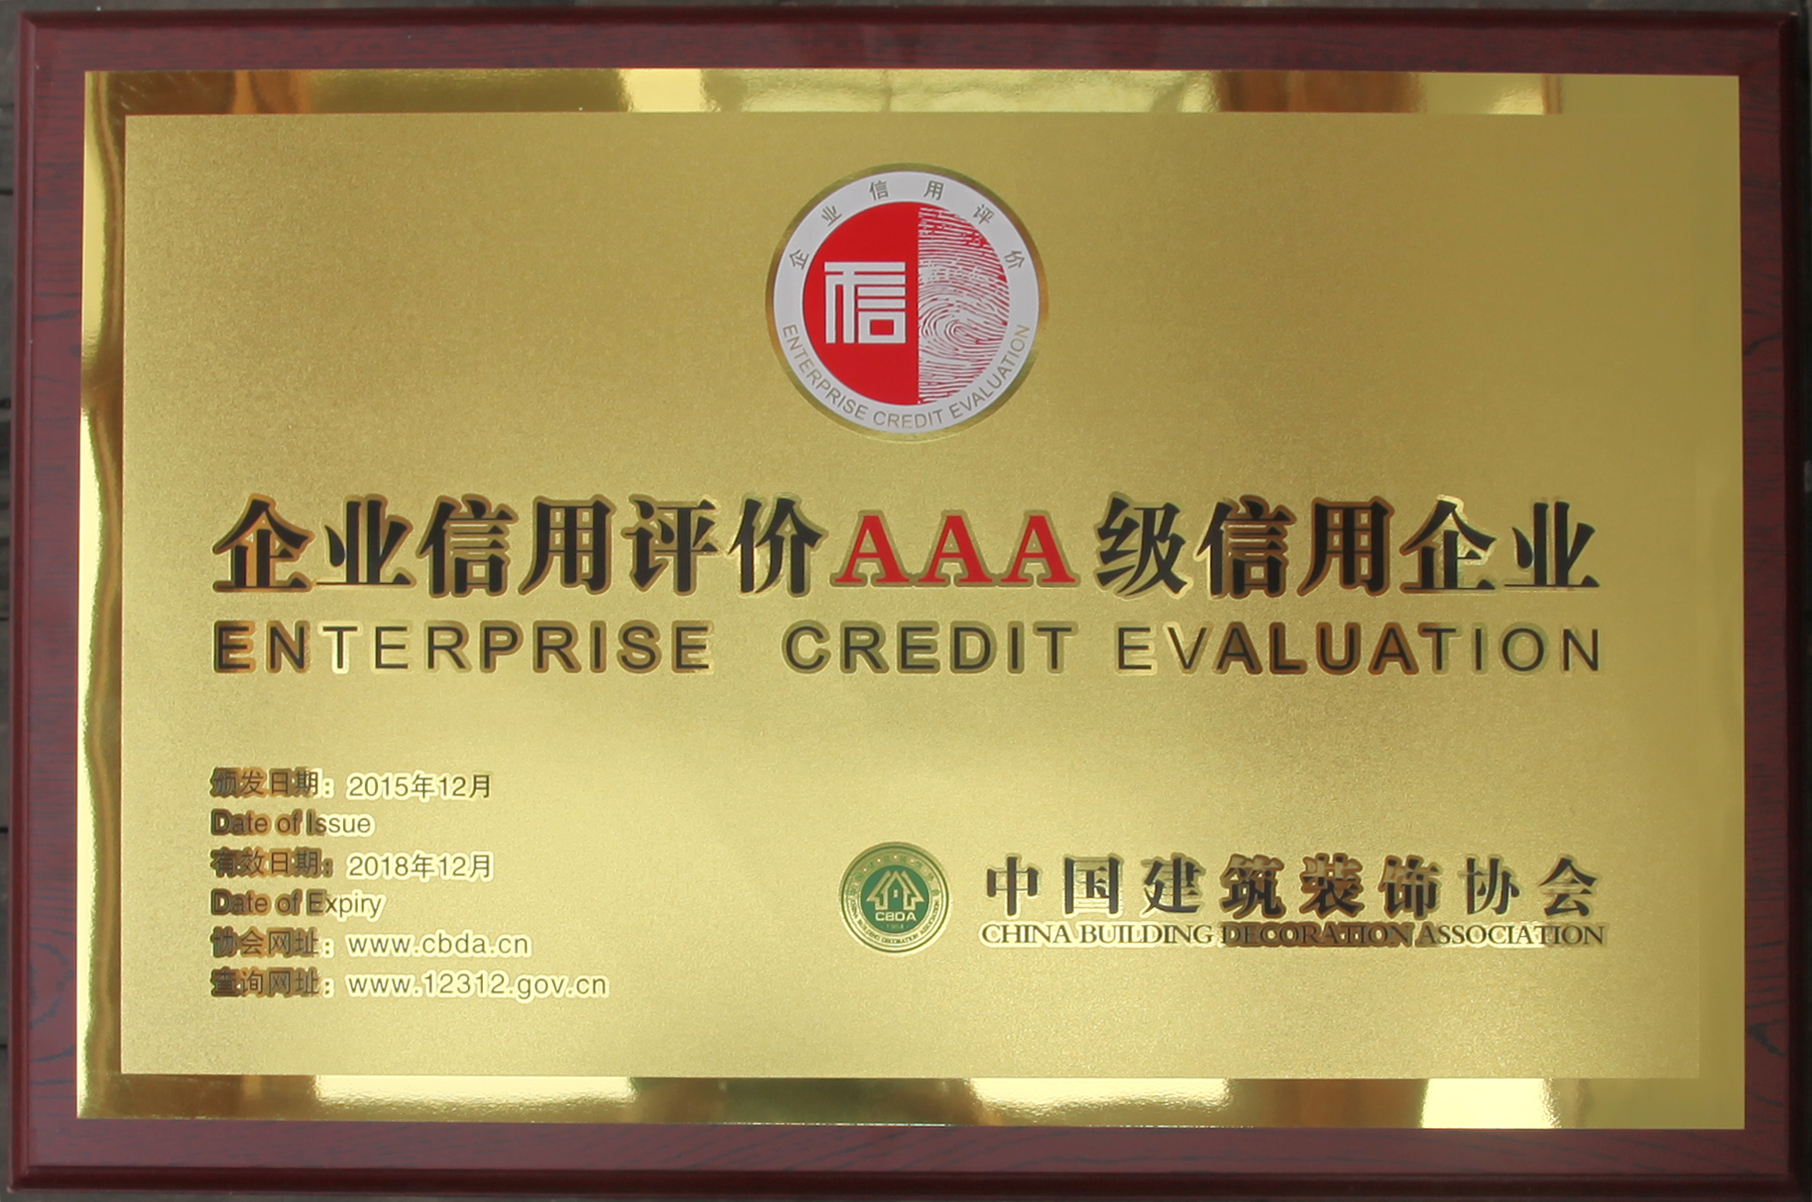 企业信用评价
信
ENTERPRISE CREDIT EVALUATION
企业信用评价AAA级信用企业
ENTERPRISE CREDIT EVALUATION
颁发日期：2015年12月
Date of Issue
有效日期：2018年12月
Date of Expiry
协会网址：www.cbda.cn
查询网址：www.12312.gov.cn
CBDA
中国建筑装饰协会
CHINA BUILDING DECORATION ASSOCIATION